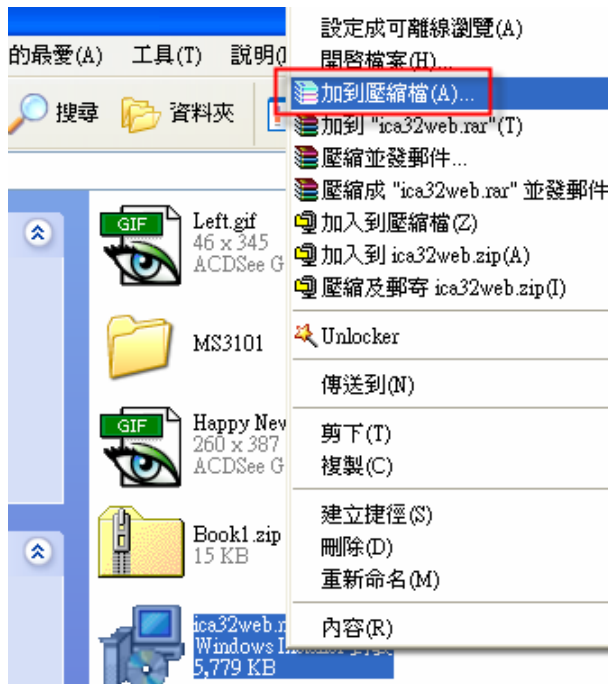 的最愛(A) 工具(T) 說明(
搜尋 資料夾
設定成可離線瀏覽(A)
開啓檔案(H)...
加到壓縮檔(A)...
加到 "ica32web.rar"(T)
壓縮並發郵件...
壓縮成 "ica32web.rar" 並發郵件
加入到壓縮檔(Z)
加入到 ica32web.zip(A)
壓縮及郵寄 ica32web.zip(I)
Unlocker
傳送到(N)
剪下(T)
複製(C)
建立捷徑(S)
刪除(D)
重新命名(M)
內容(R)
GIF
Left.gif
46 x 345
ACDSee G
MS3101
GIF
Happy New
260 x 387
ACDSee G
Book1.zip
15 KB
ica32web.
Windows
5,779 KB